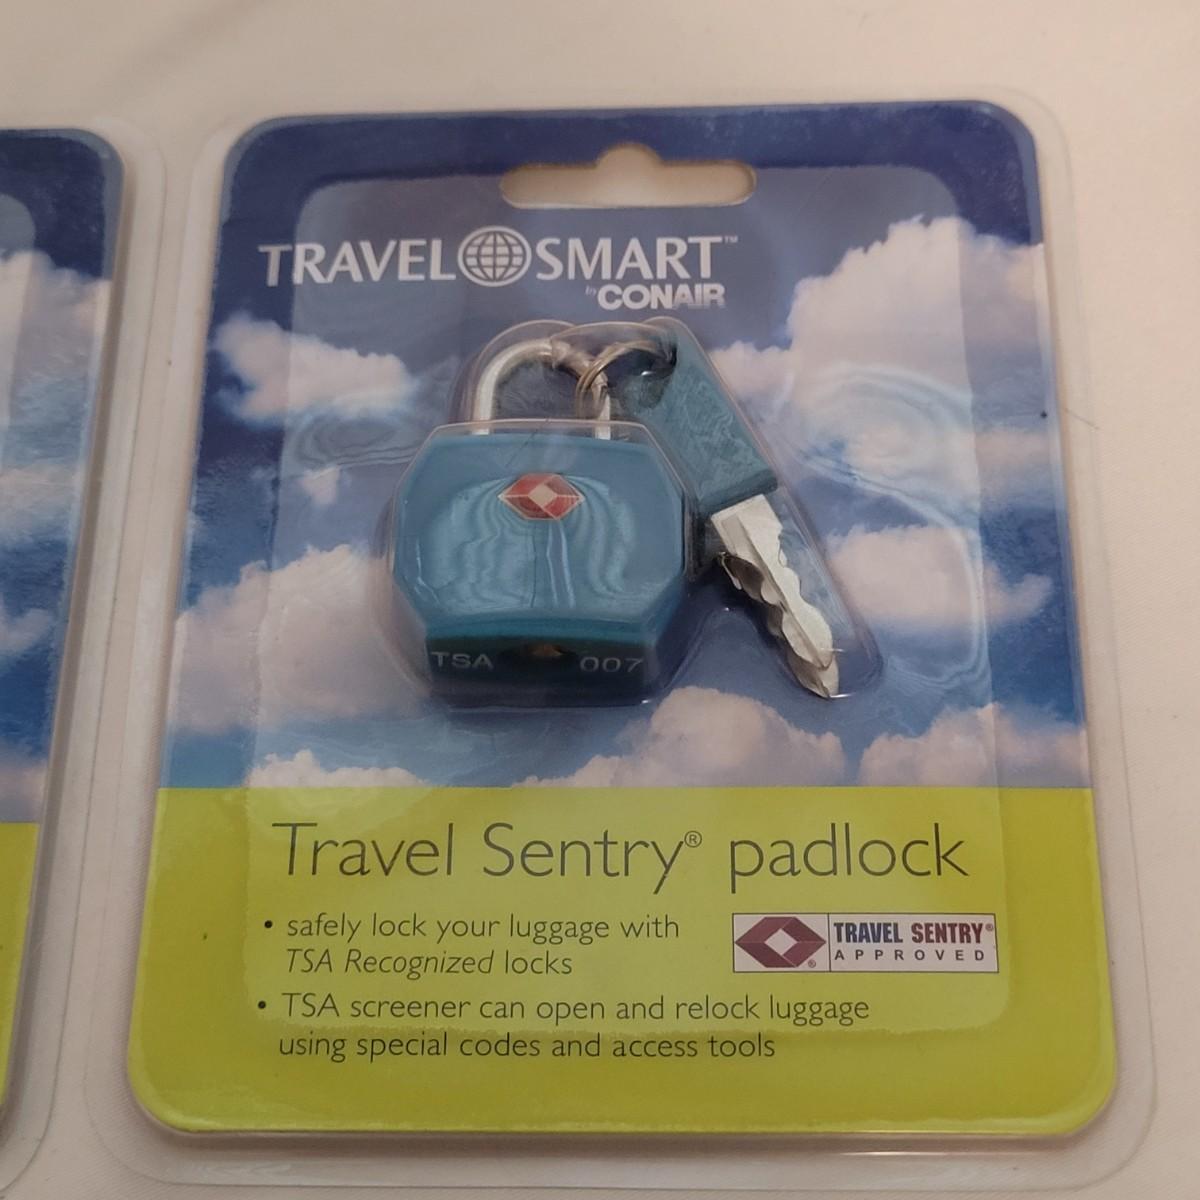 TRAVEL SMART™
by CONAIR
TSA 007
Travel Sentry® padlock
• safely lock your luggage with
TSA Recognized locks
TRAVEL SENTRY®
APPROVED
• TSA screener can open and relock luggage
using special codes and access tools